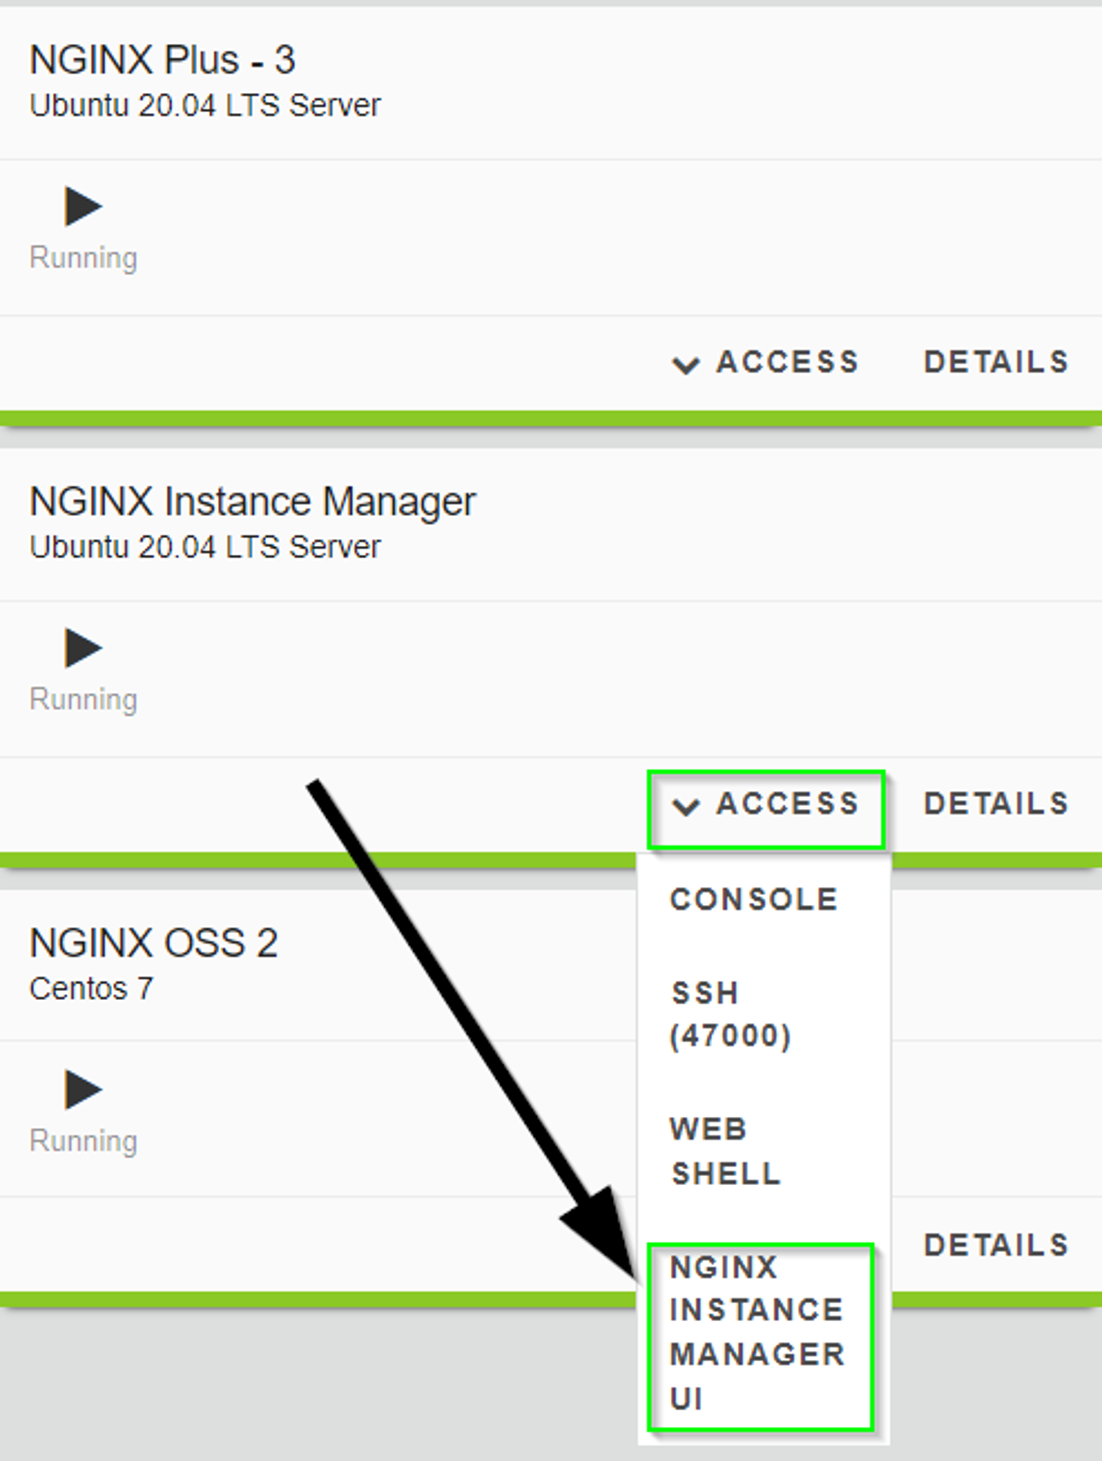 NGINX Plus - 3
Ubuntu 20.04 LTS Server
Running
ACCESS DETAILS
NGINX Instance Manager
Ubuntu 20.04 LTS Server
Running
ACCESS DETAILS
CONSOLE
SSH
(47000)
WEB
SHELL
NGINX
INSTANCE
MANAGER
UI
NGINX OSS 2
Centos 7
Running
DETAILS